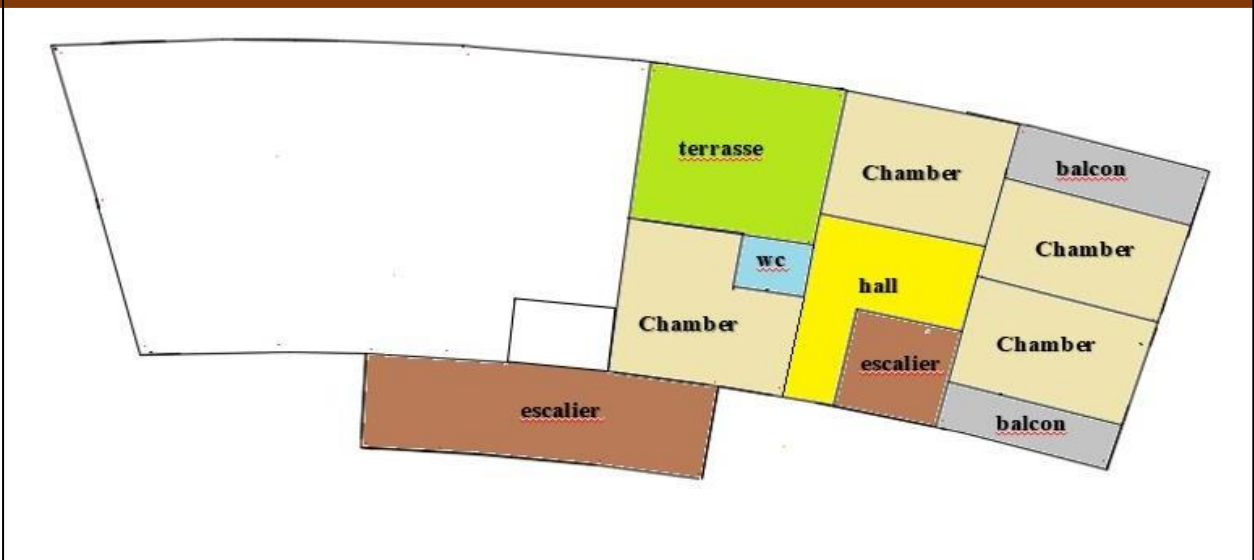 terrasse
Chamber
balcon
Chamber
wc
hall
Chamber
Chamber
escalier
escalier
balcon